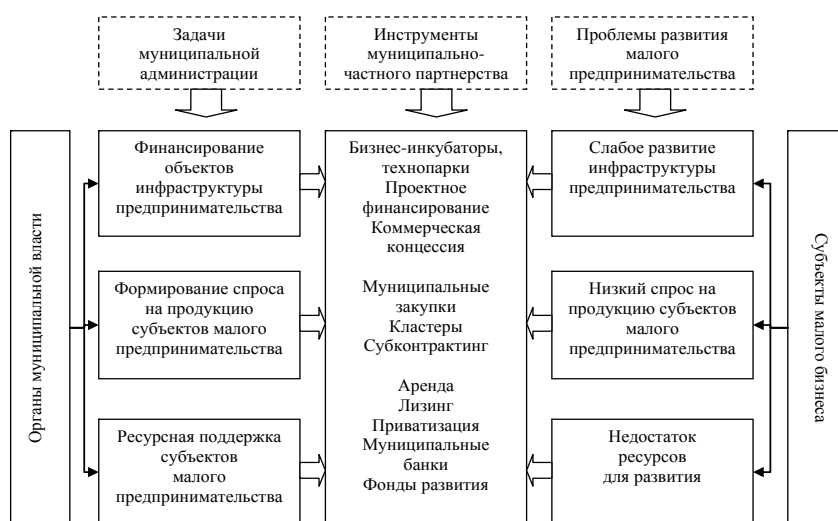 Задачи
муниципальной
администрации
Инструменты
муниципально-
частного партнерства
Проблемы развития
малого
предпринимательства
Органы муниципальной власти
Финансирование
объектов
инфраструктуры
предпринимательства
Формирование спроса
на продукцию
субъектов малого
предпринимательства
Ресурсная поддержка
субъектов
малого
предпринимательства
Бизнес-инкубаторы,
технопарки
Проектное
финансирование
Коммерческая
концессия
Муниципальные
закупки
Кластеры
Субконтрактинг
Аренда
Лизинг
Приватизация
Муниципальные
банки
Фонды развития
Слабое развитие
инфраструктуры
предпринимательства
Низкий спрос на
продукцию субъектов
малого
предпринимательства
Недостаток
ресурсов
для развития
Субъекты малого бизнеса